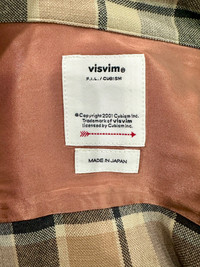 visvim®
F.I.L. / CUBISM
©Copyright 2001 Cubism Inc.
Trademark of visvim
licensed by Cubism Inc.
MADE IN JAPAN